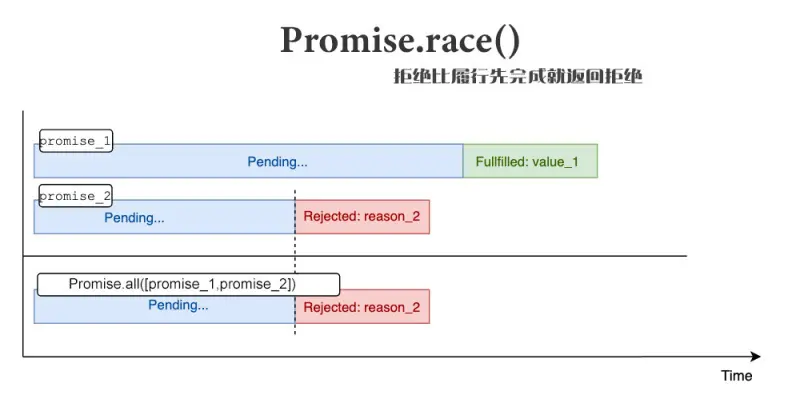 Promise.race()
拒绝比履行先完成就返回拒绝
promise_1
Pending...
Fullfilled: value_1
promise_2
Pending...
Rejected: reason_2
Promise.all([promise_1,promise_2])
Pending...
Rejected: reason_2
Time